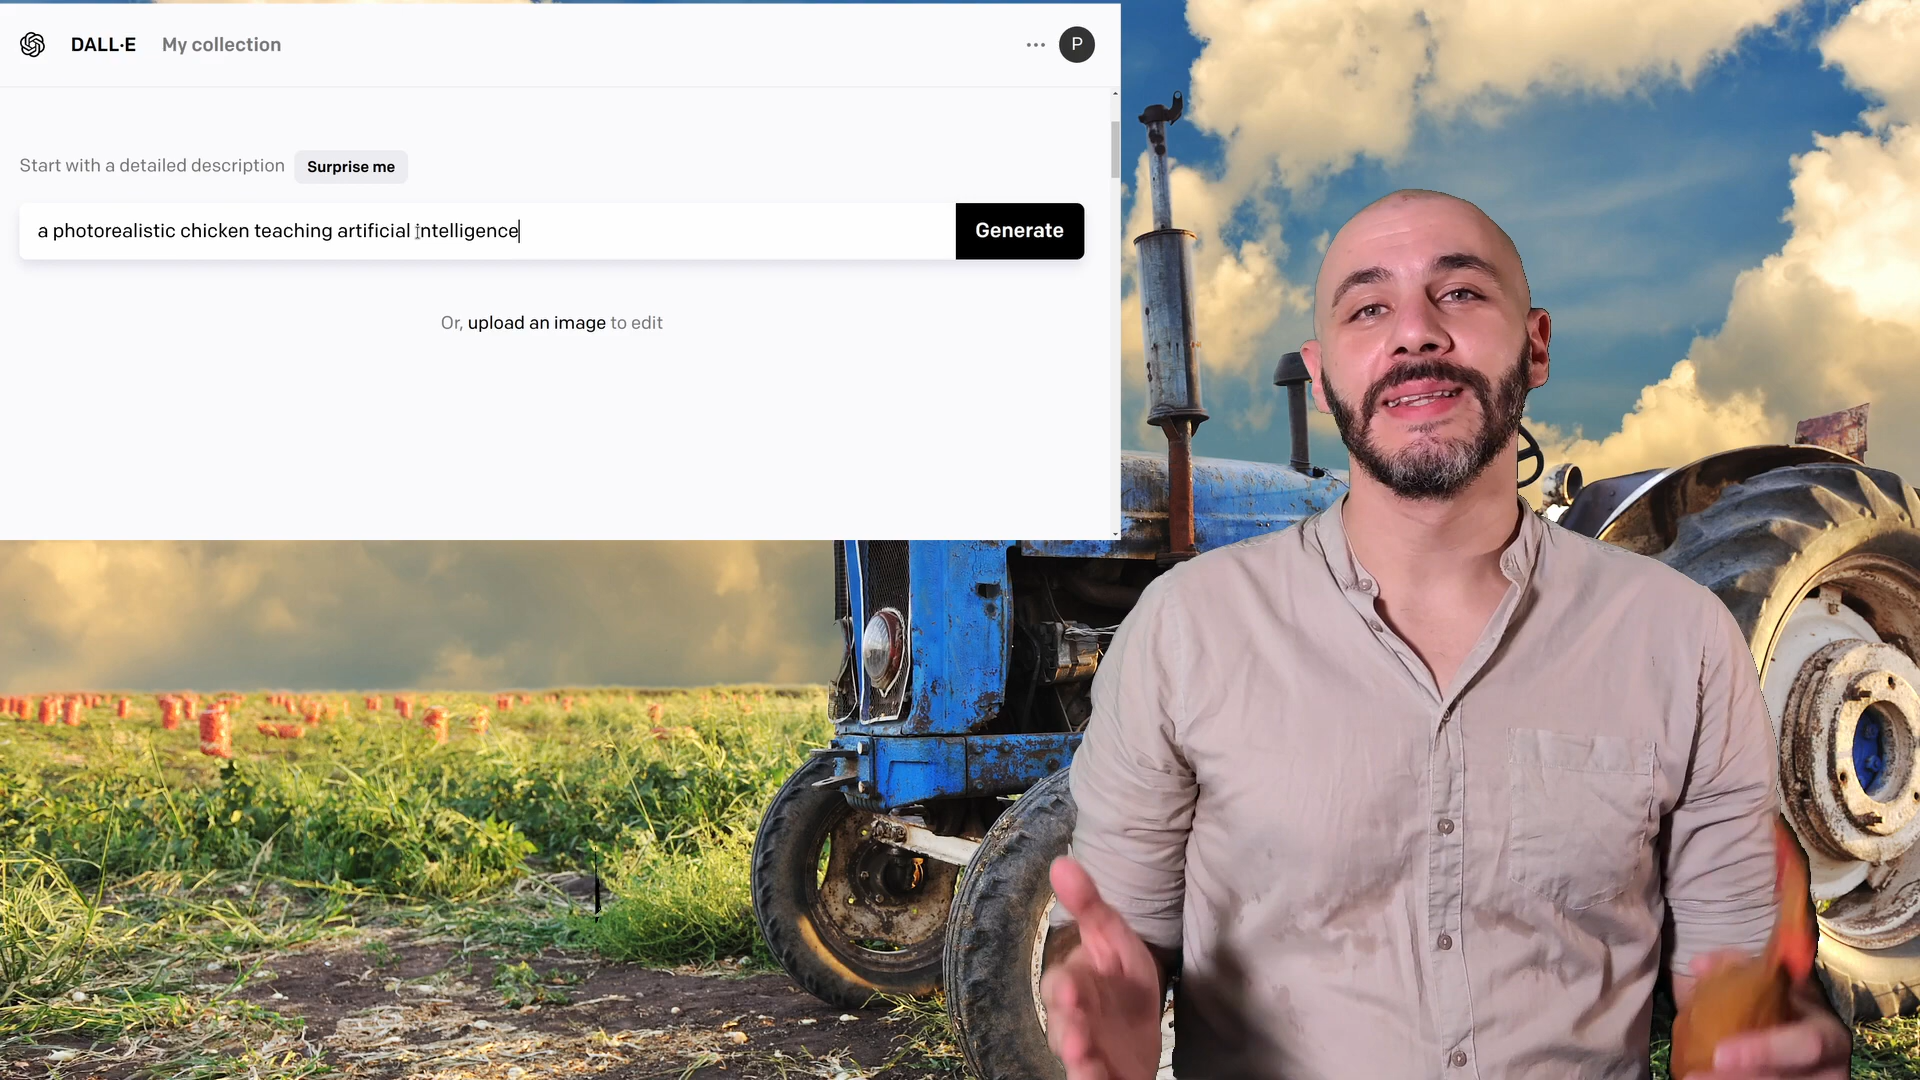 DALL·E My collection ... P
Start with a detailed description Surprise me
a photorealistic chicken teaching artificial intelligence Generate
Or, upload an image to edit